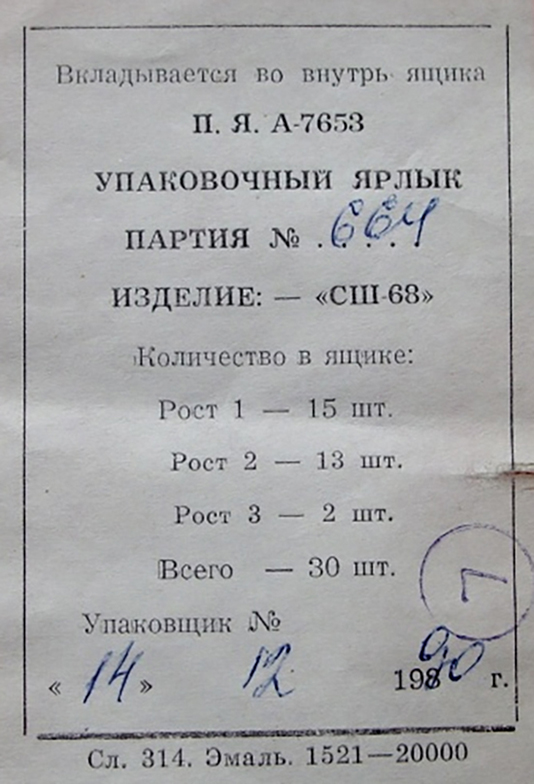 Вкладывается во внутрь ящика
П. Я. А-7653
УПАКОВОЧНЫЙ ЯРЛЫК
ПАРТИЯ № 664
ИЗДЕЛИЕ: — «СШ-68»
Количество в ящике:
Рост 1 — 15 шт.
Рост 2 — 13 шт.
Рост 3 — 2 шт.
Всего — 30 шт.
7
Упаковщик №
« 14 » 12 1990 г.
Сл. 314. Эмаль. 1521—20000